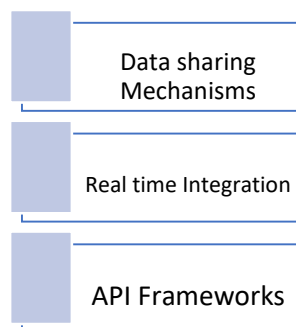 Data sharing
Mechanisms
Real time Integration
API Frameworks